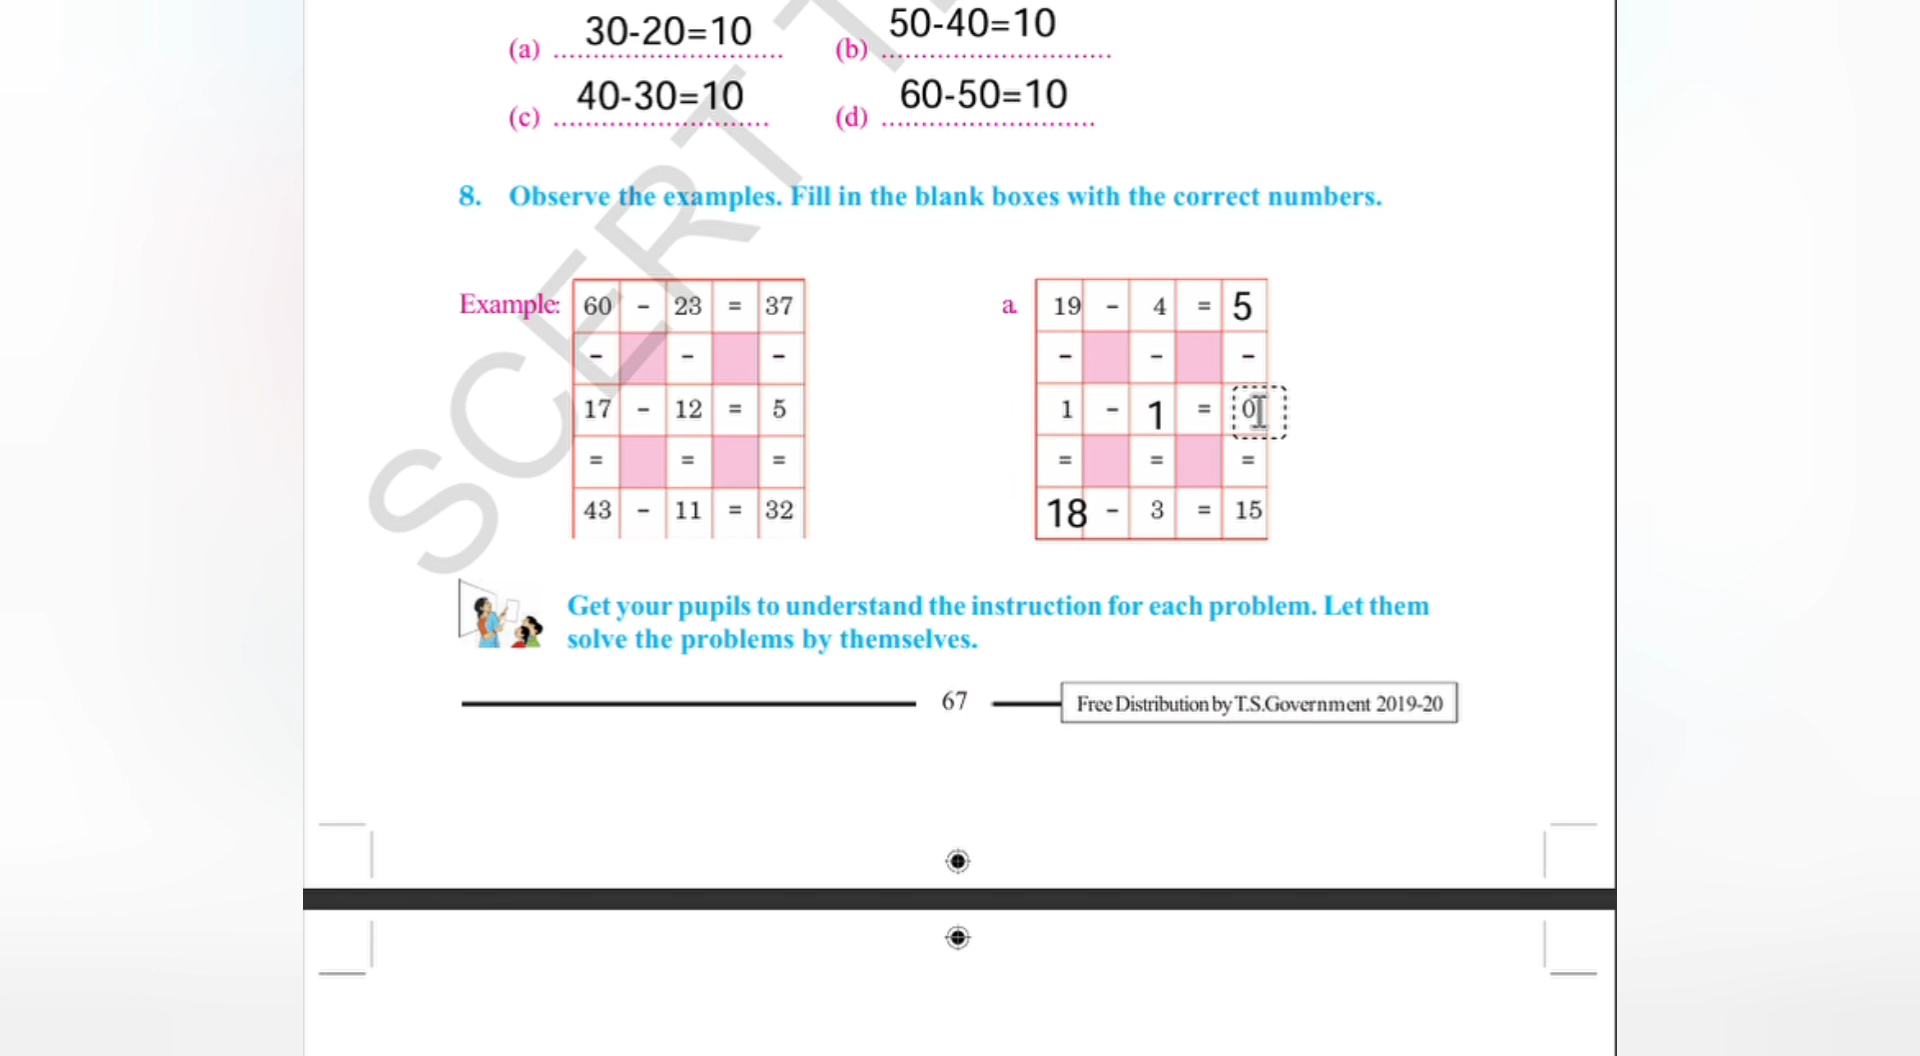 30-20=10 50-40=10
(a) ............................ (b) ............................
40-30=10 60-50=10
(c) ............................ (d) ............................
8. Observe the examples. Fill in the blank boxes with the correct numbers.
Example: 60 - 23 = 37
- - -
17 - 12 = 5
= = =
43 - 11 = 32
a. 19 - 4 = 5
- - -
1 - 1 = 0
= = =
18 - 3 = 15
SCERT
Get your pupils to understand the instruction for each problem. Let them
solve the problems by themselves.
67
Free Distribution by T.S.Government 2019-20